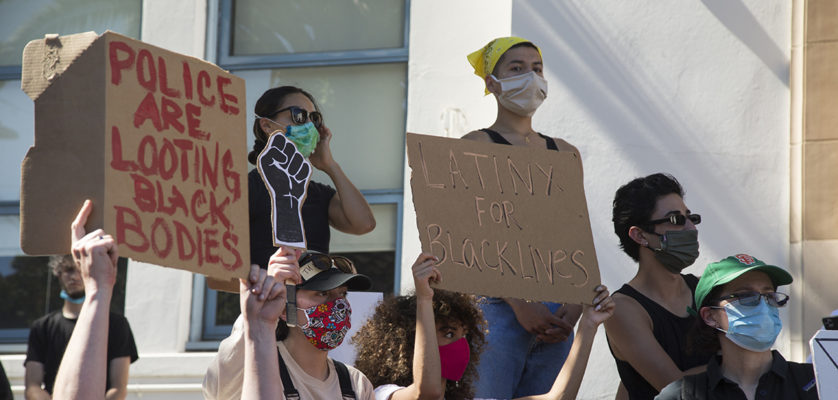 POLICE
ARE
LOOTING
BLACK
BODIES
LATINX
FOR
BLACK LIVES